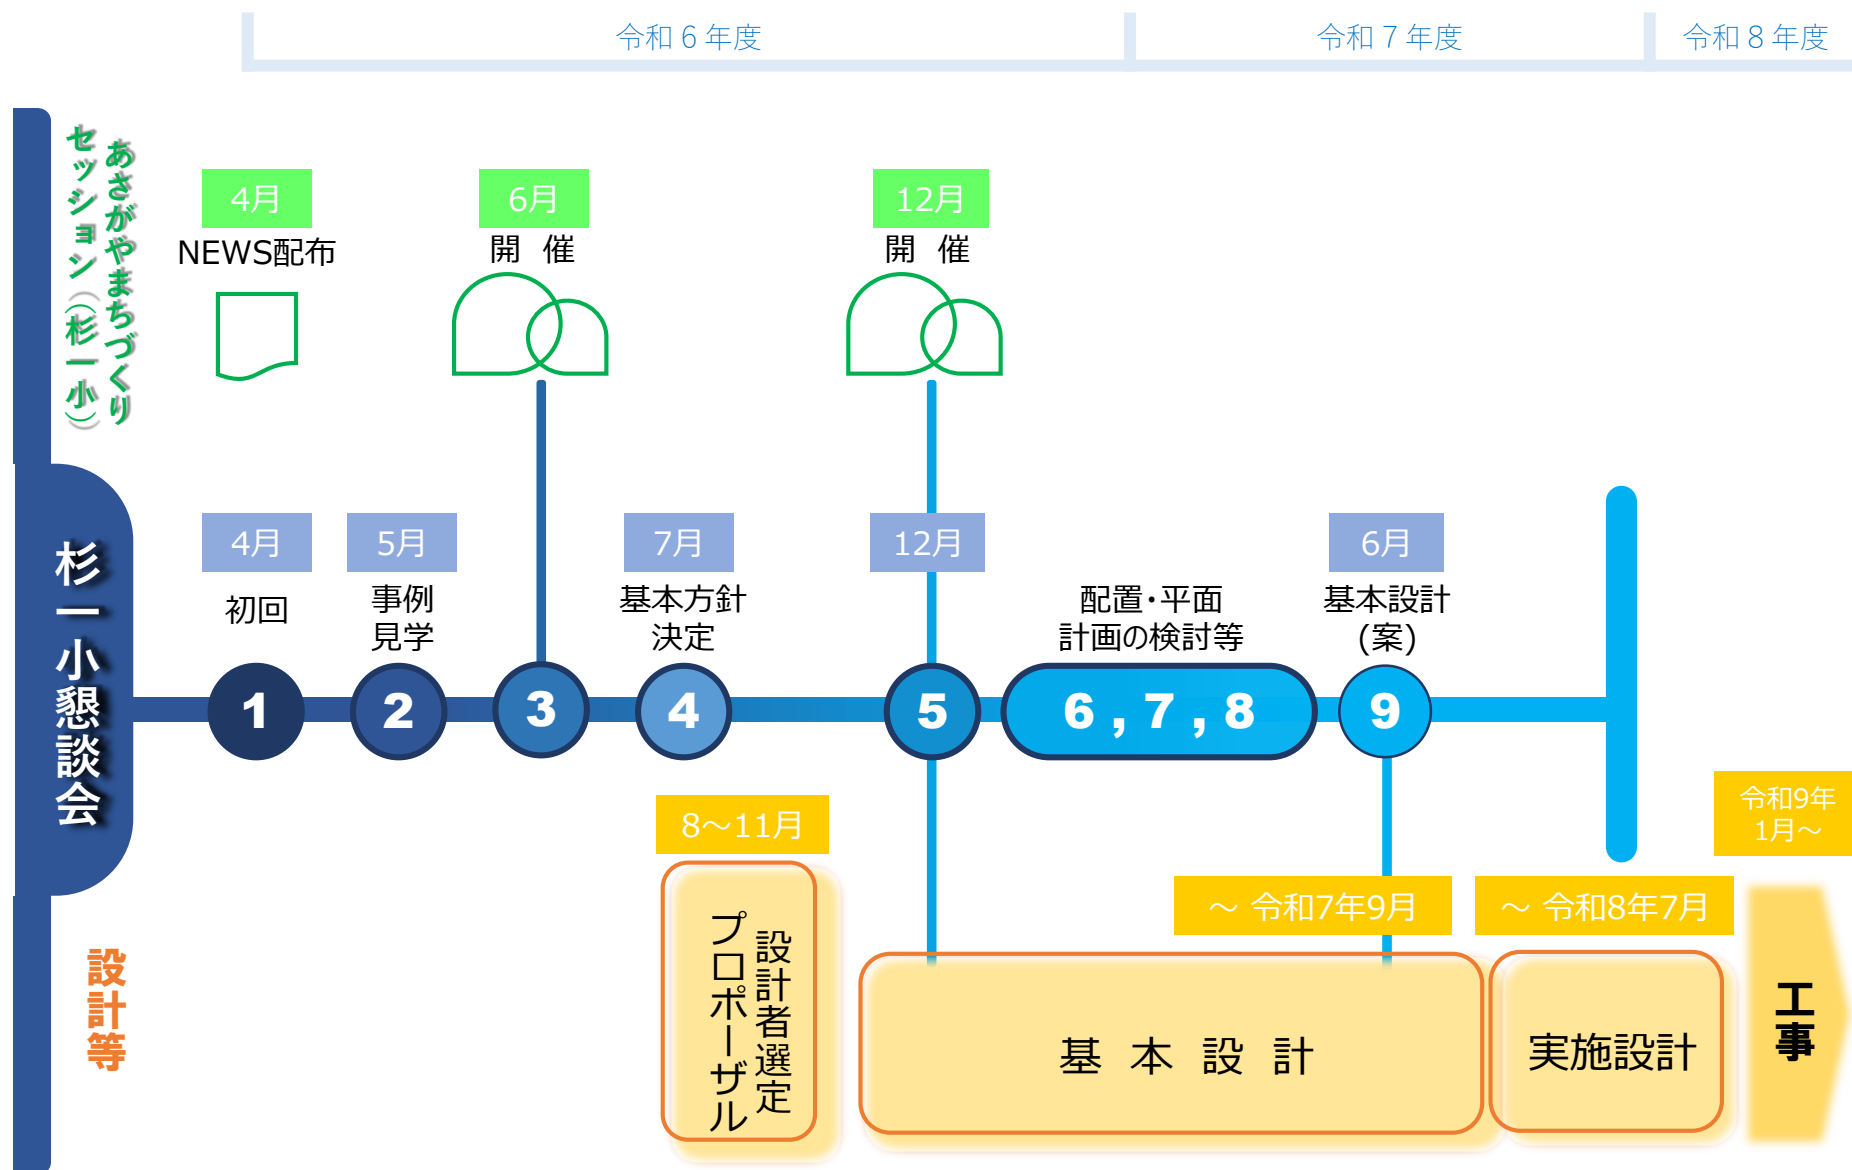 令和６年度
令和７年度
令和８年度
あさがやまちづくり
セッション（(杉一小)）
4月
NEWS配布
6月
開 催
12月
開 催
杉一小懇談会
4月
初回
5月
事例
見学
7月
基本方針
決定
12月
配置・平面
計画の検討等
6月
基本設計
(案)
1
2
3
4
5
6 , 7 , 8
9
設計等
8～11月
設計者選定
プロポーザル
～ 令和7年9月
基 本 設 計
～ 令和8年7月
実施設計
令和9年
1月～
工事